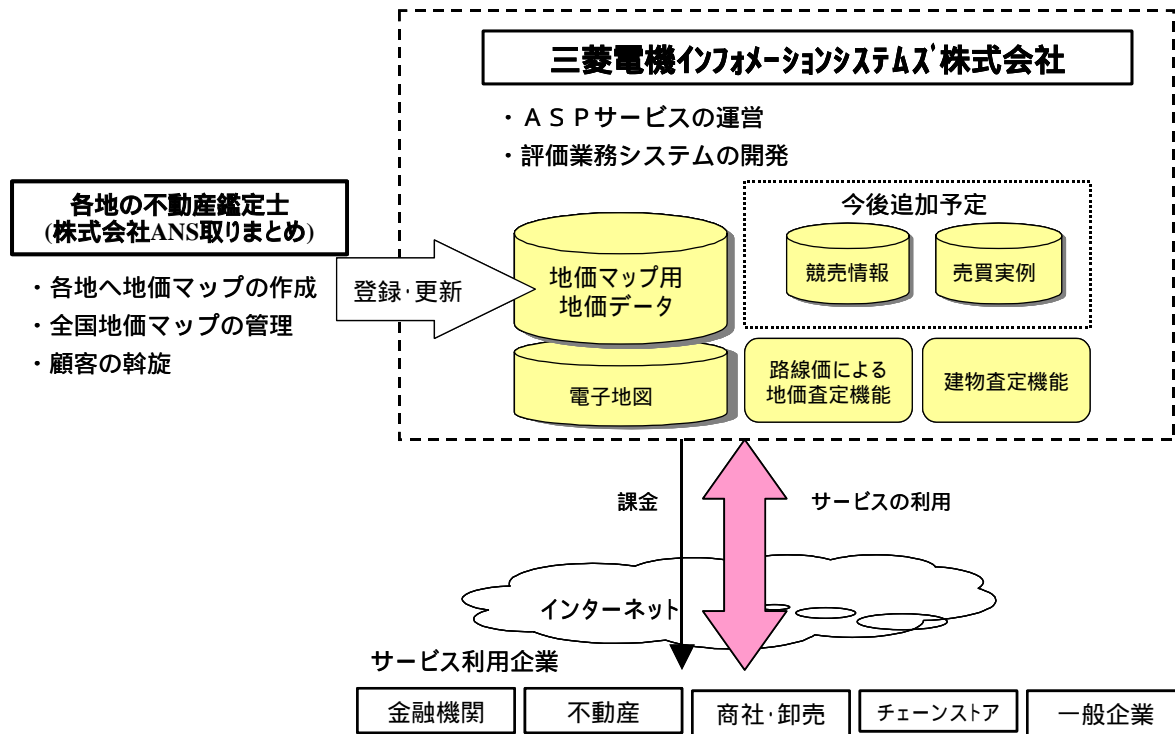 三菱電機インフォメーションシステムズ株式会社
・ＡＳＰサービスの運営
・評価業務システムの開発
各地の不動産鑑定士
(株式会社ANS取りまとめ)
・各地へ地価マップの作成
・全国地価マップの管理
・顧客の斡旋
登録･更新
地価マップ用
地価データ
電子地図
今後追加予定
競売情報
売買実例
路線価による
地価査定機能
建物査定機能
課金
サービスの利用
インターネット
サービス利用企業
金融機関
不動産
商社･卸売
チェーンストア
一般企業